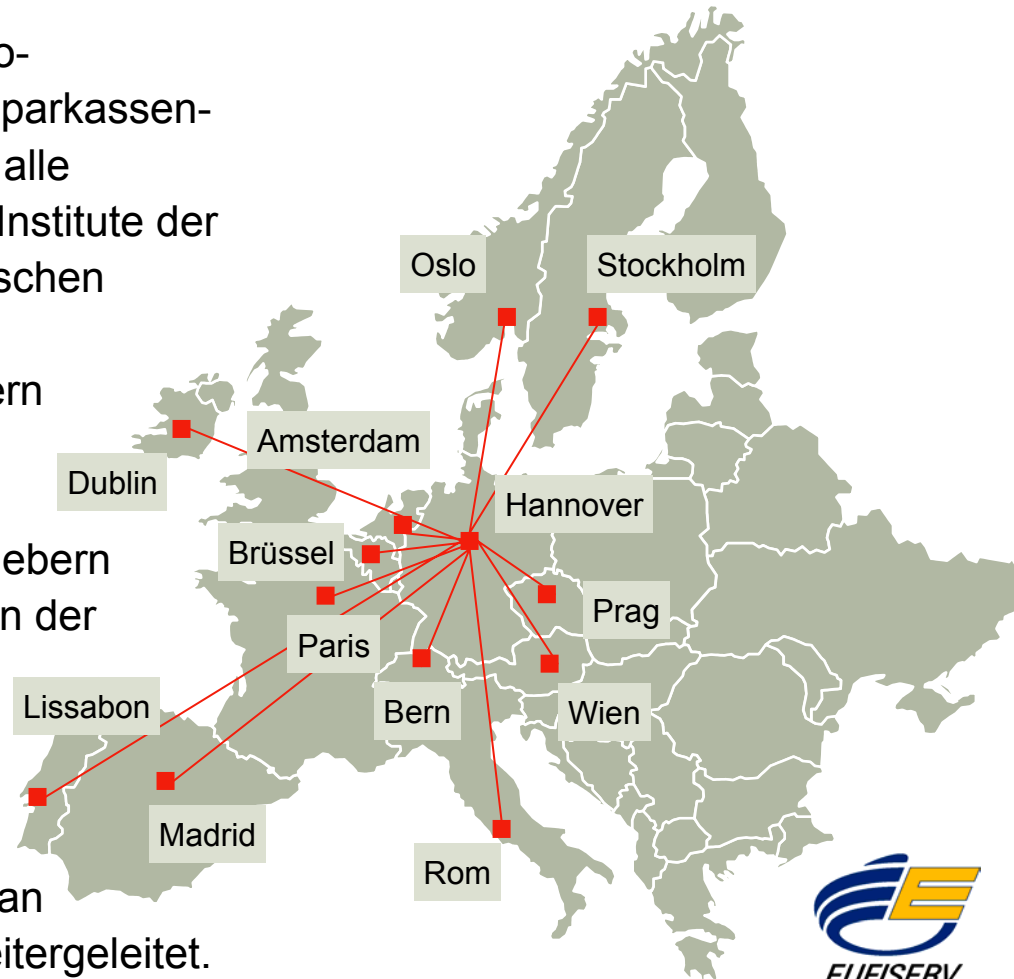 o-
parkassen-
alle
Institute der
schen
ern
ebern
n der
an
eitergeleitet.
Oslo
Stockholm
Amsterdam
Dublin
Hannover
Brüssel
Prag
Paris
Lissabon
Bern
Wien
Madrid
Rom
E
EUFISERV